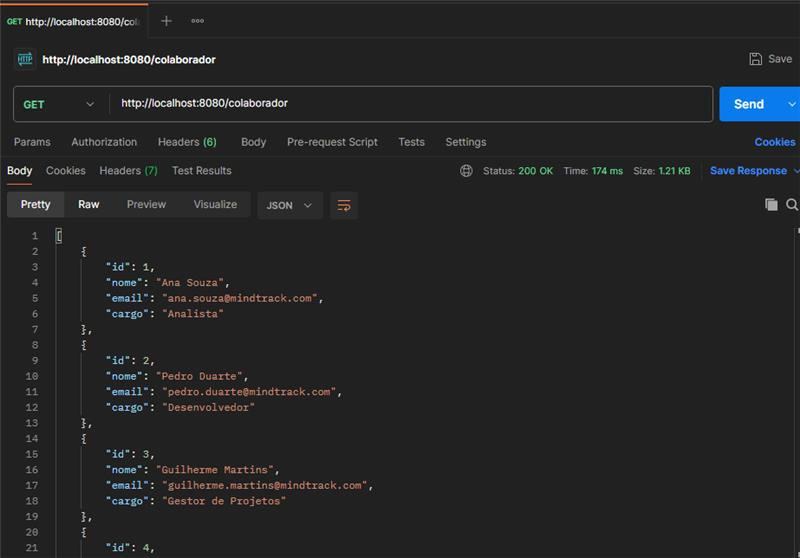 GET http://localhost:8080/col
HTTP http://localhost:8080/colaborador Save
GET http://localhost:8080/colaborador Send
Params Authorization Headers (6) Body Pre-request Script Tests Settings Cookies
Body Cookies Headers (7) Test Results Status: 200 OK Time: 174 ms Size: 1.21 KB Save Response
Pretty Raw Preview Visualize JSON
1 [
2 {
3 "id": 1,
4 "nome": "Ana Souza",
5 "email": "ana.souza@mindtrack.com",
6 "cargo": "Analista"
7 },
8 {
9 "id": 2,
10 "nome": "Pedro Duarte",
11 "email": "pedro.duarte@mindtrack.com",
12 "cargo": "Desenvolvedor"
13 },
14 {
15 "id": 3,
16 "nome": "Guilherme Martins",
17 "email": "guilherme.martins@mindtrack.com",
18 "cargo": "Gestor de Projetos"
19 },
20 {
21 "id": 4,